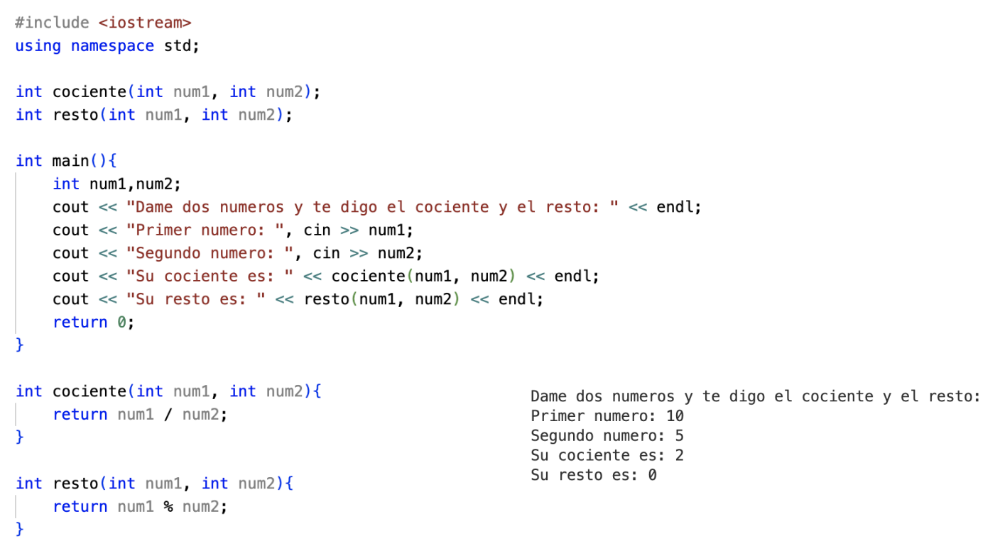 #include <iostream>
using namespace std;
int cociente(int num1, int num2);
int resto(int num1, int num2);
int main(){
    int num1,num2;
    cout << "Dame dos numeros y te digo el cociente y el resto: " << endl;
    cout << "Primer numero: ", cin >> num1;
    cout << "Segundo numero: ", cin >> num2;
    cout << "Su cociente es: " << cociente(num1, num2) << endl;
    cout << "Su resto es: " << resto(num1, num2) << endl;
    return 0;
}
int cociente(int num1, int num2){
    return num1 / num2;
}
int resto(int num1, int num2){
    return num1 % num2;
}
Dame dos numeros y te digo el cociente y el resto:
Primer numero: 10
Segundo numero: 5
Su cociente es: 2
Su resto es: 0